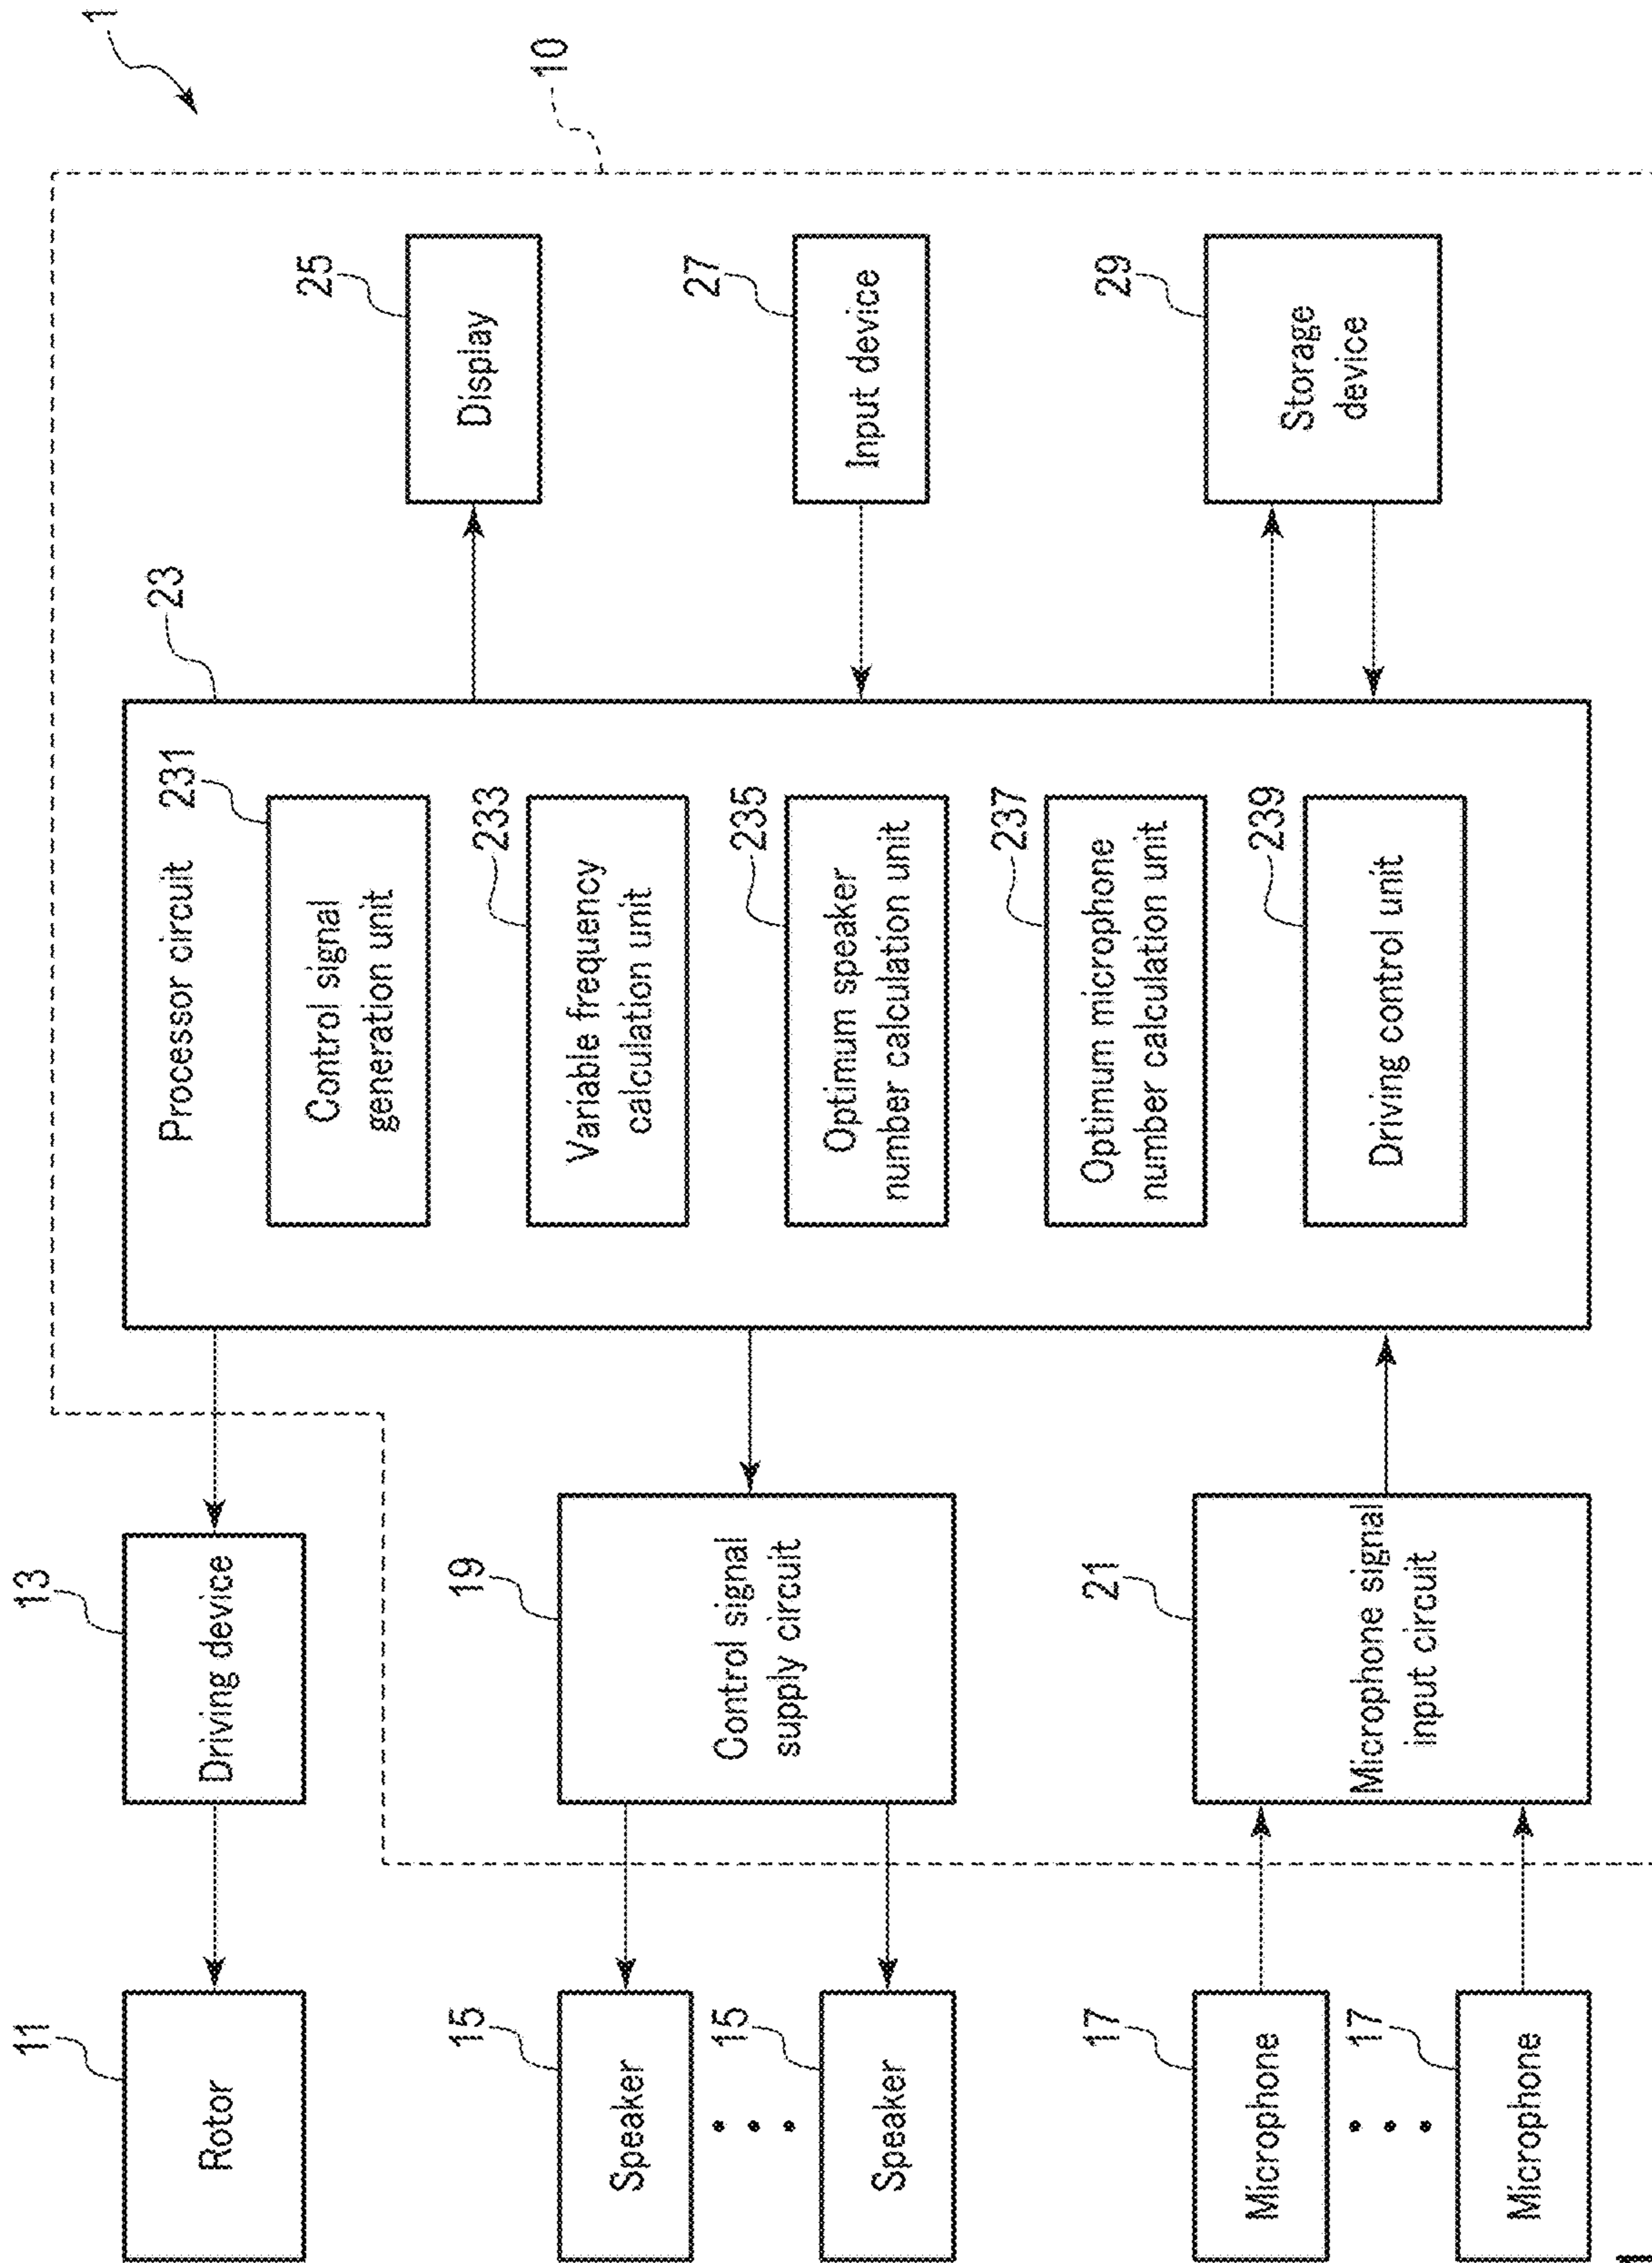 1
10
11
Rotor
13
Driving device
15
Speaker
15
Speaker
19
Control signal
supply circuit
17
Microphone
17
Microphone
21
Microphone signal
input circuit
23
Processor circuit
231
Control signal
generation unit
233
Variable frequency
calculation unit
235
Optimum speaker
number calculation unit
237
Optimum microphone
number calculation unit
239
Driving control unit
25
Display
27
Input device
29
Storage
device